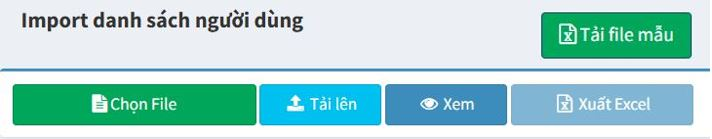 Import danh sách người dùng
Tải file mẫu
Chọn File Tải lên Xem Xuất Excel